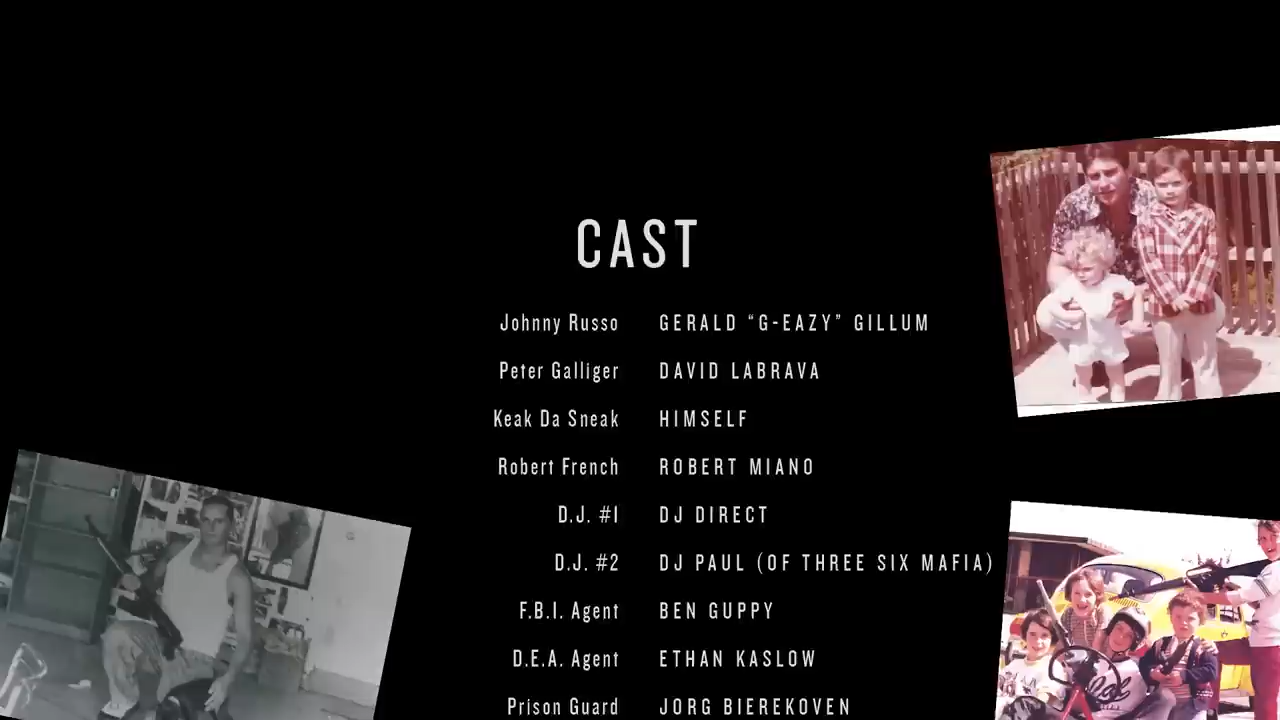 CAST
Johnny Russo GERALD “G-EAZY” GILLUM
Peter Galliger DAVID LABRAVA
Keak Da Sneak HIMSELF
Robert French ROBERT MIANO
D.J. #1 DJ DIRECT
D.J. #2 DJ PAUL (OF THREE SIX MAFIA)
F.B.I. Agent BEN GUPPY
D.E.A. Agent ETHAN KASLOW
Prison Guard JORG BIEREKOVEN